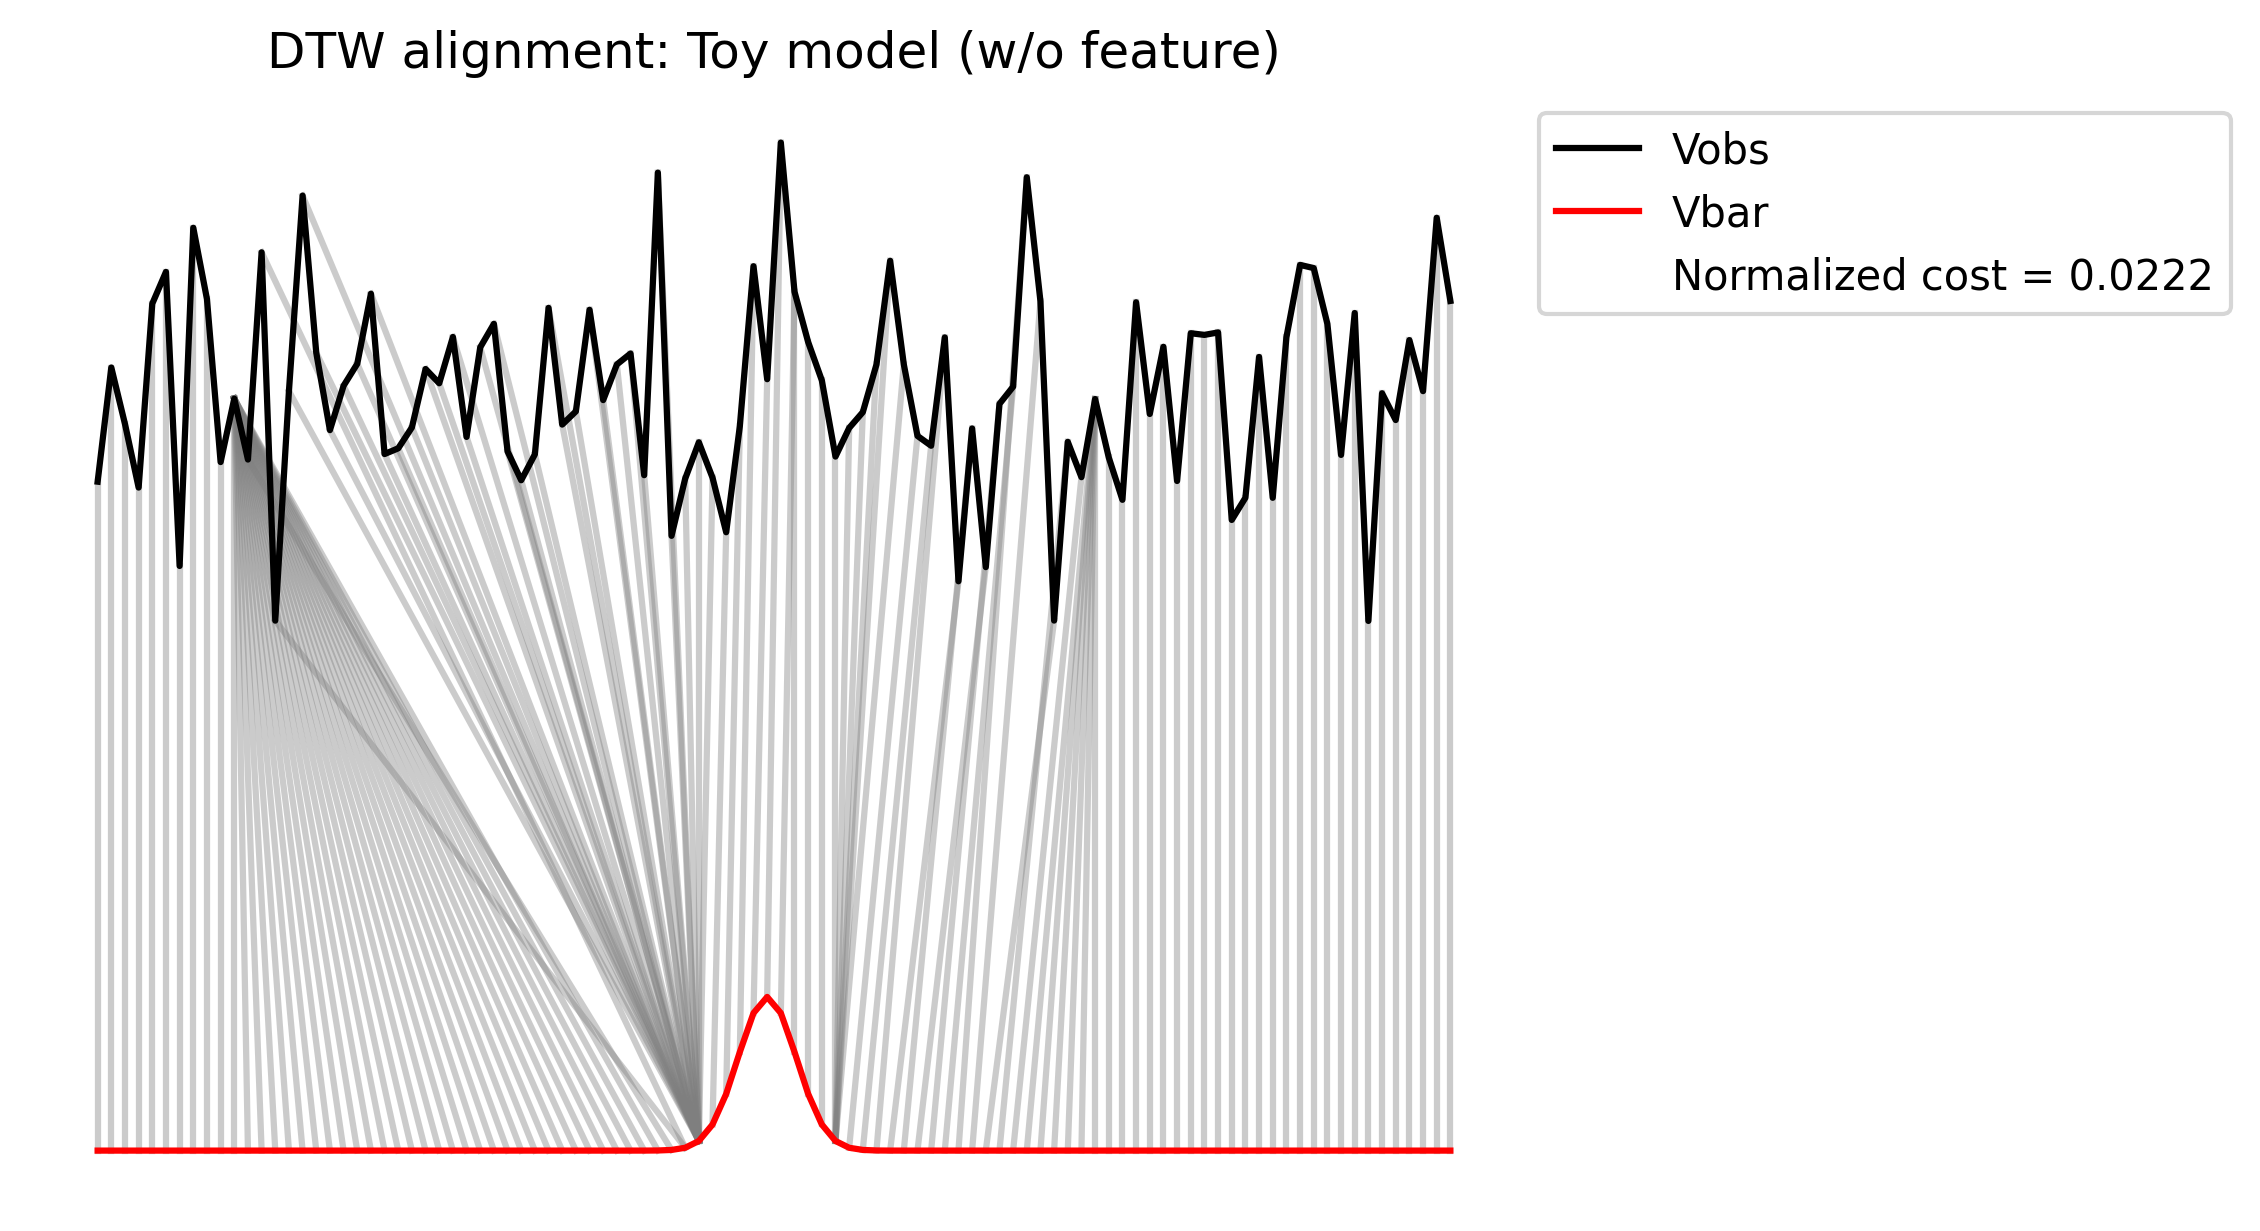 DTW alignment: Toy model (w/o feature)
Vobs
Vbar
Normalized cost = 0.0222